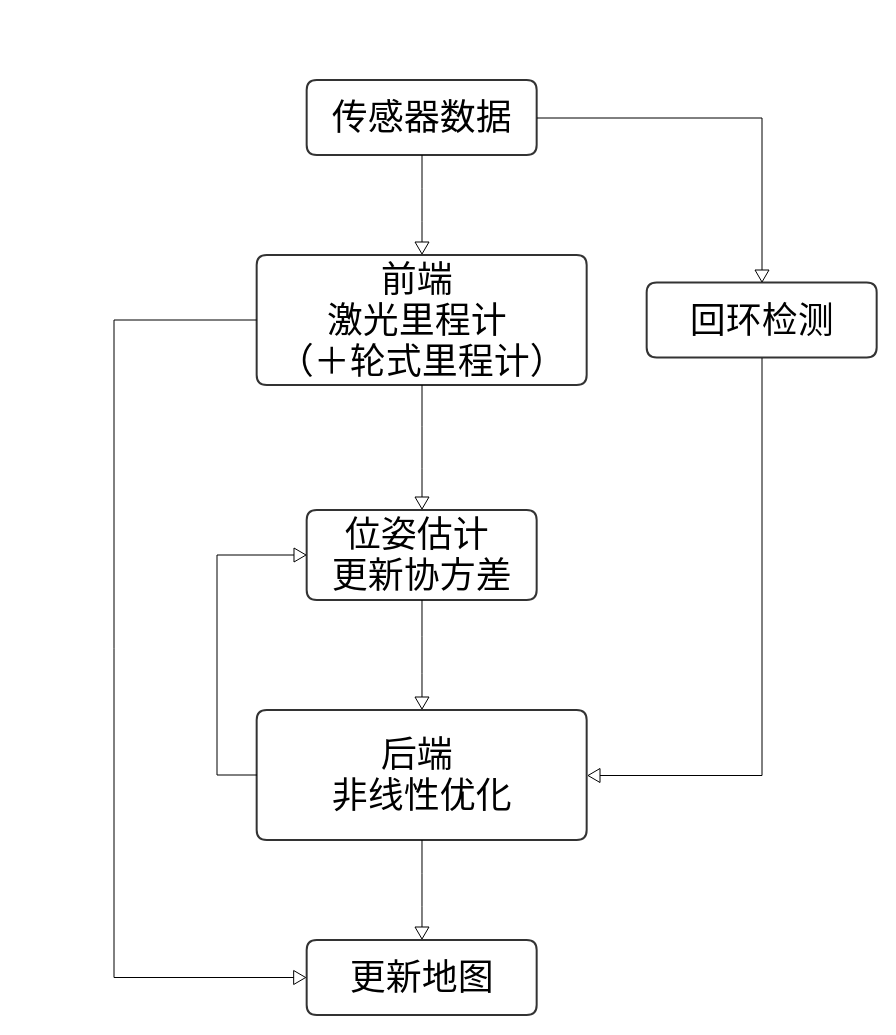 传感器数据
前端
激光里程计
（＋轮式里程计）
回环检测
位姿估计
更新协方差
后端
非线性优化
更新地图